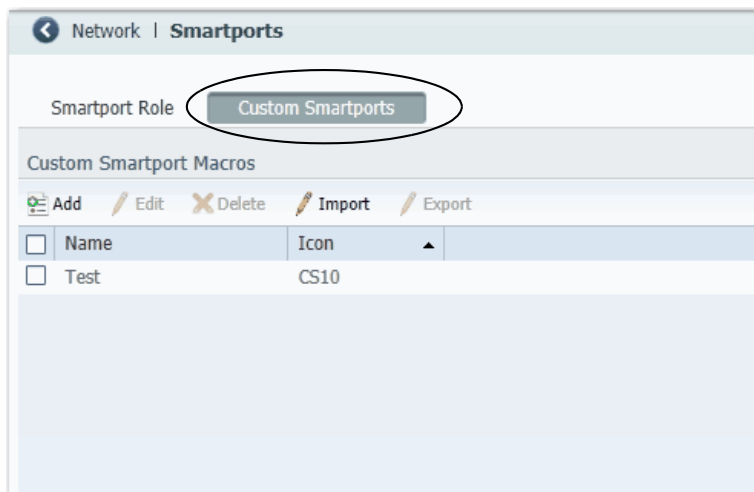 Network | Smartports
Smartport Role Custom Smartports
Custom Smartport Macros
Add Edit Delete Import Export
Name Icon
Test CS10